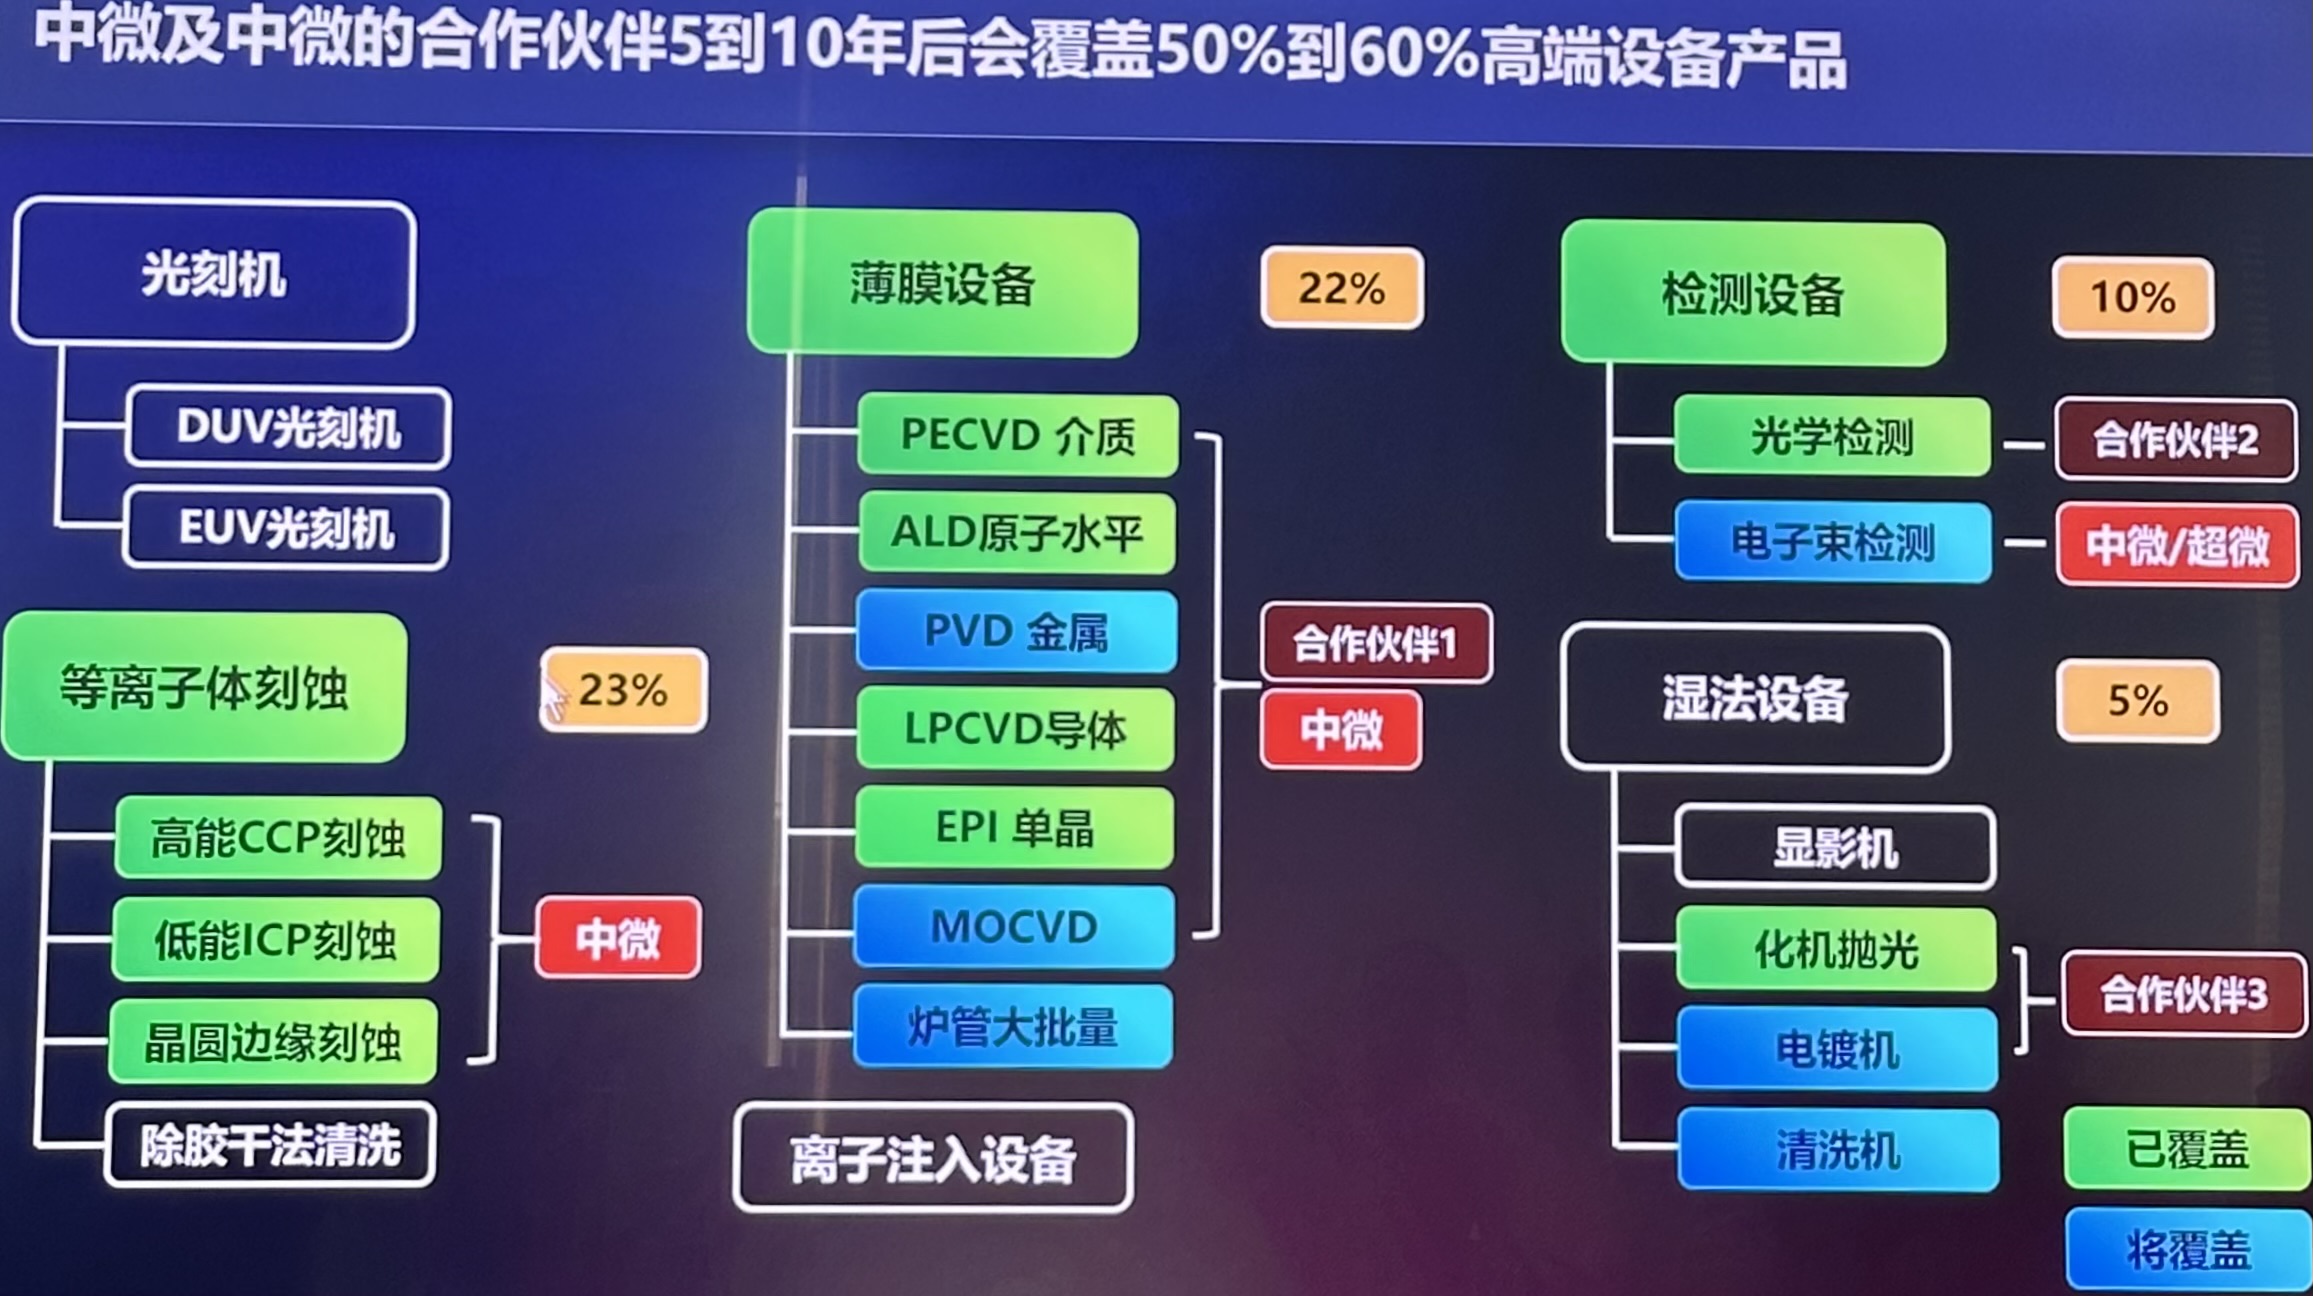 中微及中微的合作伙伴5到10年后会覆盖50%到60%高端设备产品
光刻机
DUV光刻机
EUV光刻机
等离子体刻蚀
23%
高能CCP刻蚀
低能ICP刻蚀
晶圆边缘刻蚀
中微
除胶干法清洗
薄膜设备
22%
PECVD 介质
ALD原子水平
PVD 金属
LPCVD导体
EPI 单晶
MOCVD
炉管大批量
合作伙伴1
中微
离子注入设备
检测设备
10%
光学检测
合作伙伴2
电子束检测
中微/超微
湿法设备
5%
显影机
化机抛光
电镀机
合作伙伴3
清洗机
已覆盖
将覆盖